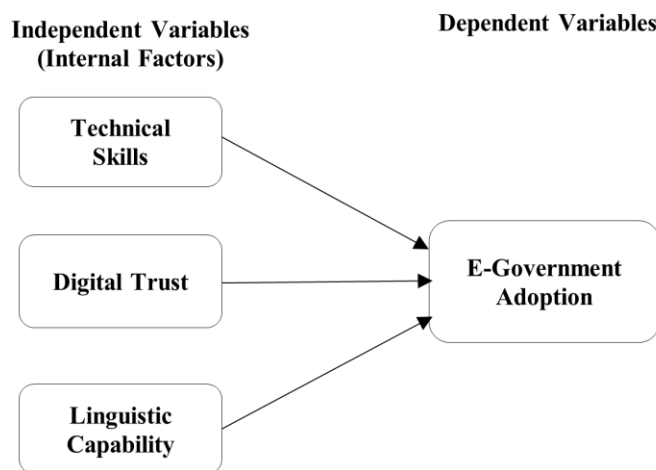 Independent Variables
(Internal Factors)
Dependent Variables
Technical
Skills
Digital Trust
E-Government
Adoption
Linguistic
Capability